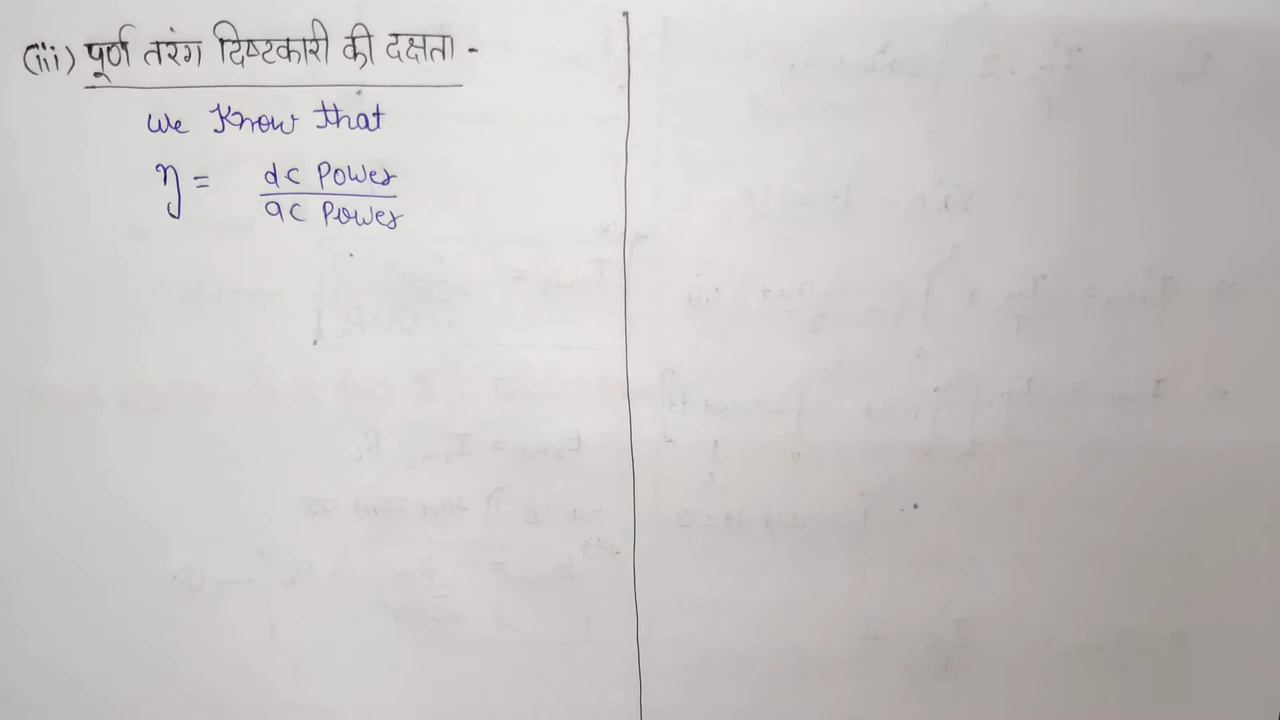 (iii) पूर्ण तरंग दिष्टकारी की दक्षता -
we know that
η = dc power
ac power